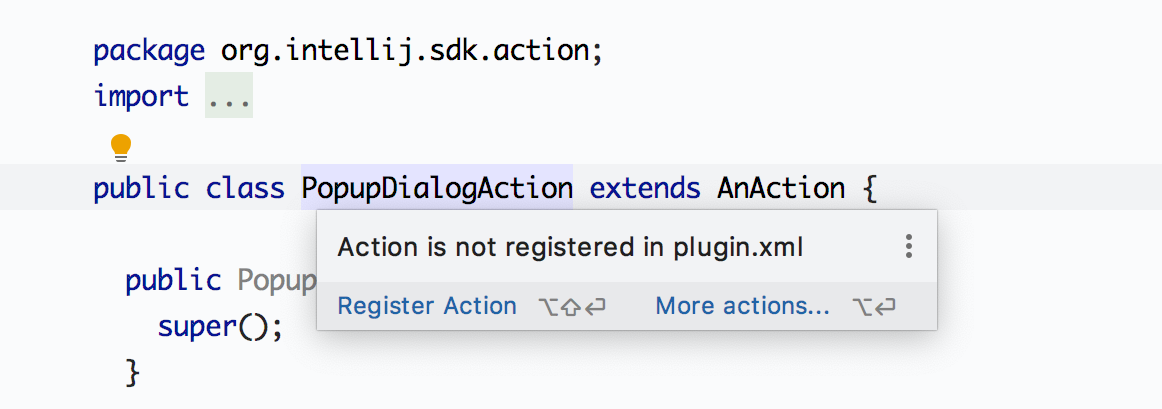 package org.intellij.sdk.action;
import ...
public class PopupDialogAction extends AnAction {
Action is not registered in plugin.xml
Register Action ⌥⇧⏎ More actions... ⌥⏎
public Popup
super();
}